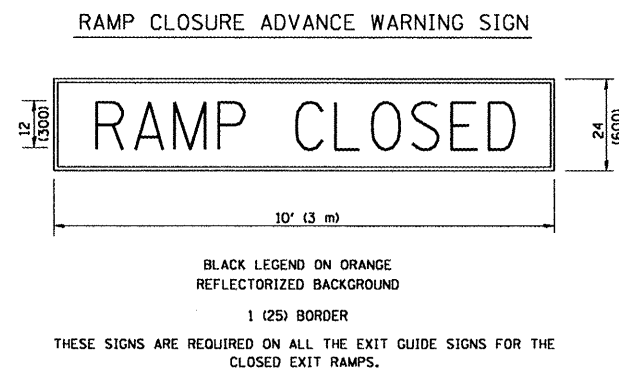 RAMP CLOSURE ADVANCE WARNING SIGN
RAMP CLOSED
12
(300)
24
(600)
10' (3 m)
BLACK LEGEND ON ORANGE
REFLECTORIZED BACKGROUND
1 (25) BORDER
THESE SIGNS ARE REQUIRED ON ALL THE EXIT GUIDE SIGNS FOR THE
CLOSED EXIT RAMPS.